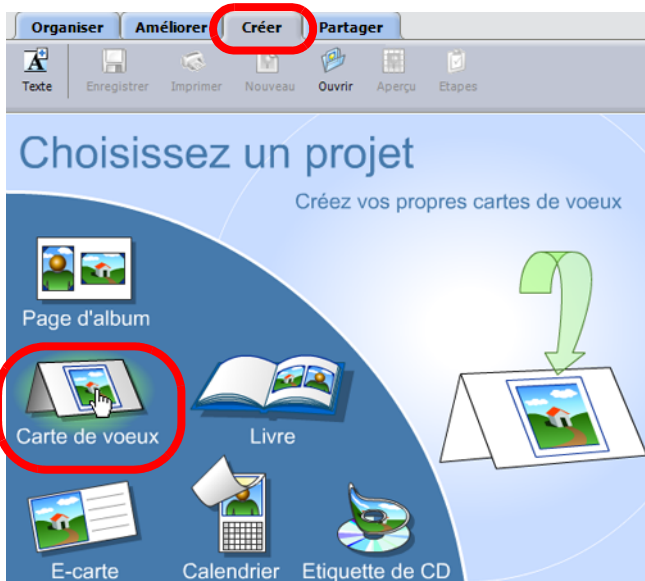 Organiser Améliorer Créer Partager
Texte Enregistrer Imprimer Nouveau Ouvrir Aperçu Etapes
Choisissez un projet
Créez vos propres cartes de voeux
Page d'album
Carte de voeux Livre
E-carte Calendrier Etiquette de CD